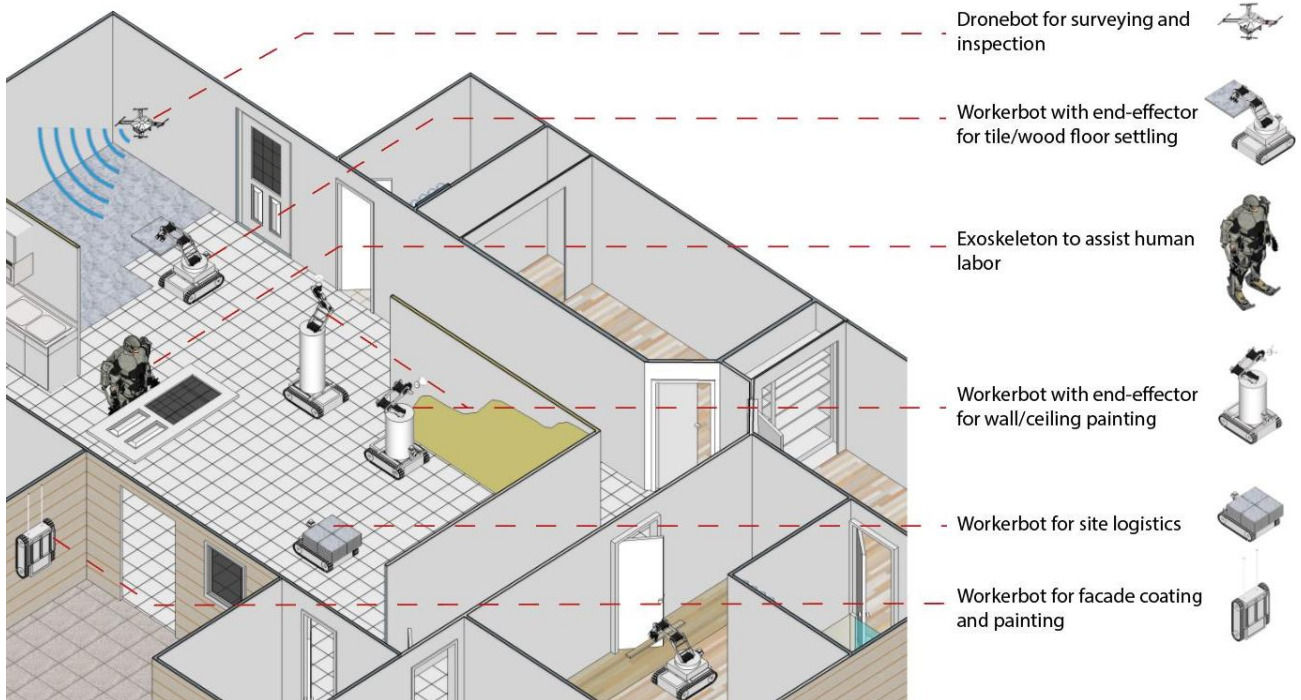 Dronebot for surveying and
inspection
Workerbot with end-effector
for tile/wood floor settling
Exoskeleton to assist human
labor
Workerbot with end-effector
for wall/ceiling painting
Workerbot for site logistics
Workerbot for facade coating
and painting